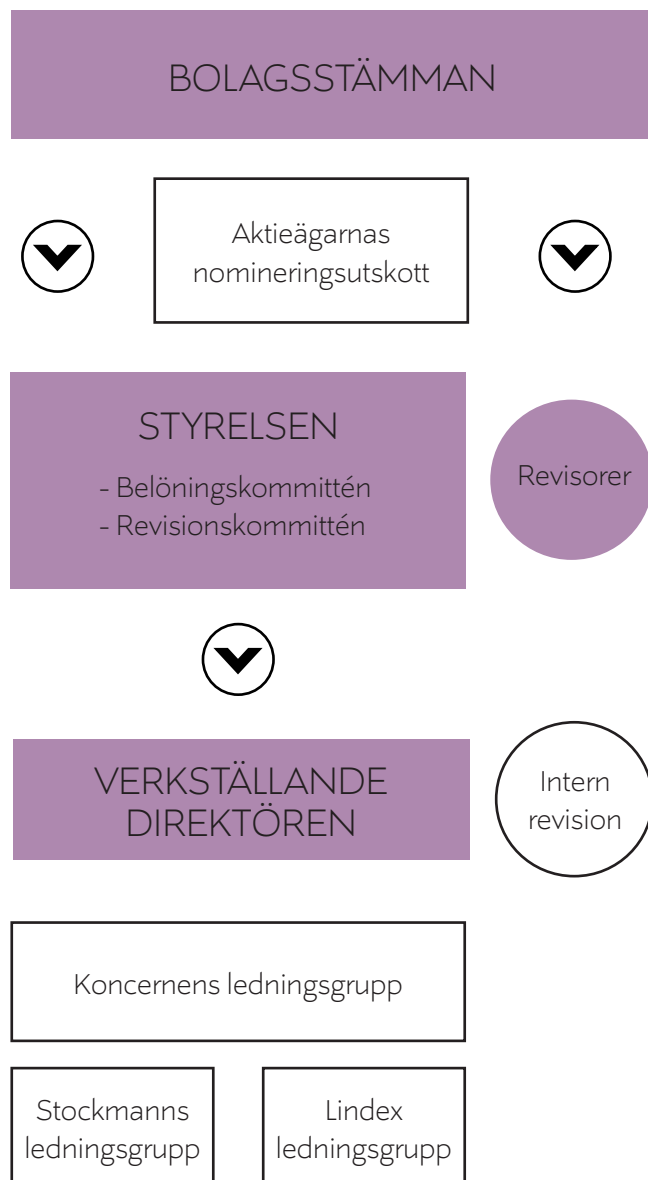 BOLAGSSTÄMMAN
Aktieägarnas
nomineringsutskott
STYRELSEN
- Belöningskommittén
- Revisionskommittén
Revisorer
VERKSTÄLLANDE
DIREKTÖREN
Intern
revision
Koncernens ledningsgrupp
Stockmanns
ledningsgrupp
Lindex
ledningsgrupp